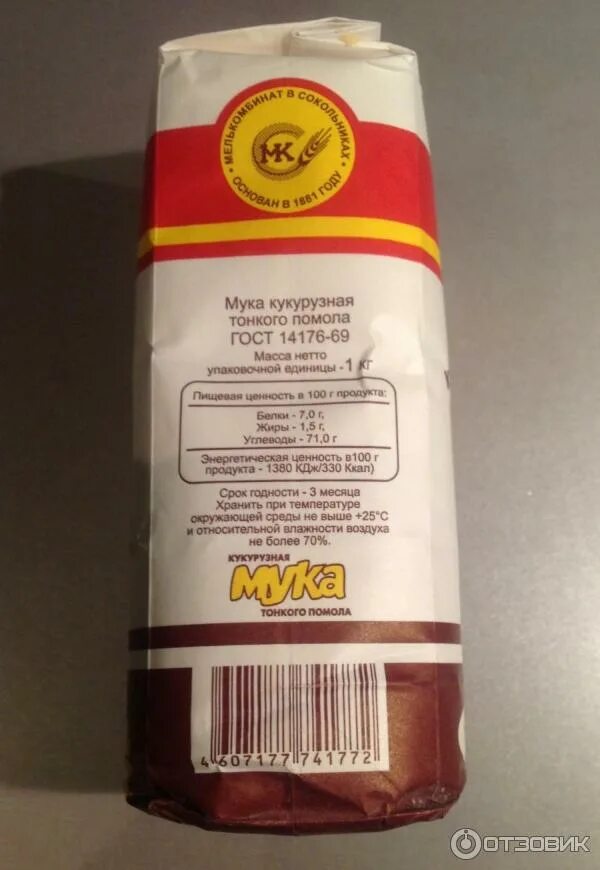 МЕЛЬКОМБИНАТ В СОКОЛЬНИКАХ
МК
ОСНОВАН В 1881 ГОДУ
Мука кукурузная
тонкого помола
ГОСТ 14176-69
Масса нетто
упаковочной единицы - 1 кг
Пищевая ценность в 100 г продукта:
Белки - 7,0 г,
Жиры - 1,5 г,
Углеводы - 71,0 г
Энергетическая ценность в100 г
продукта - 1380 КДж/330 Ккал)
Срок годности - 3 месяца
Хранить при температуре
окружающей среды не выше +25°С
и относительной влажности воздуха
не более 70%.
КУКУРУЗНАЯ
Мука
ТОНКОГО ПОМОЛА
4 607177 741772
ОТЗОВИК